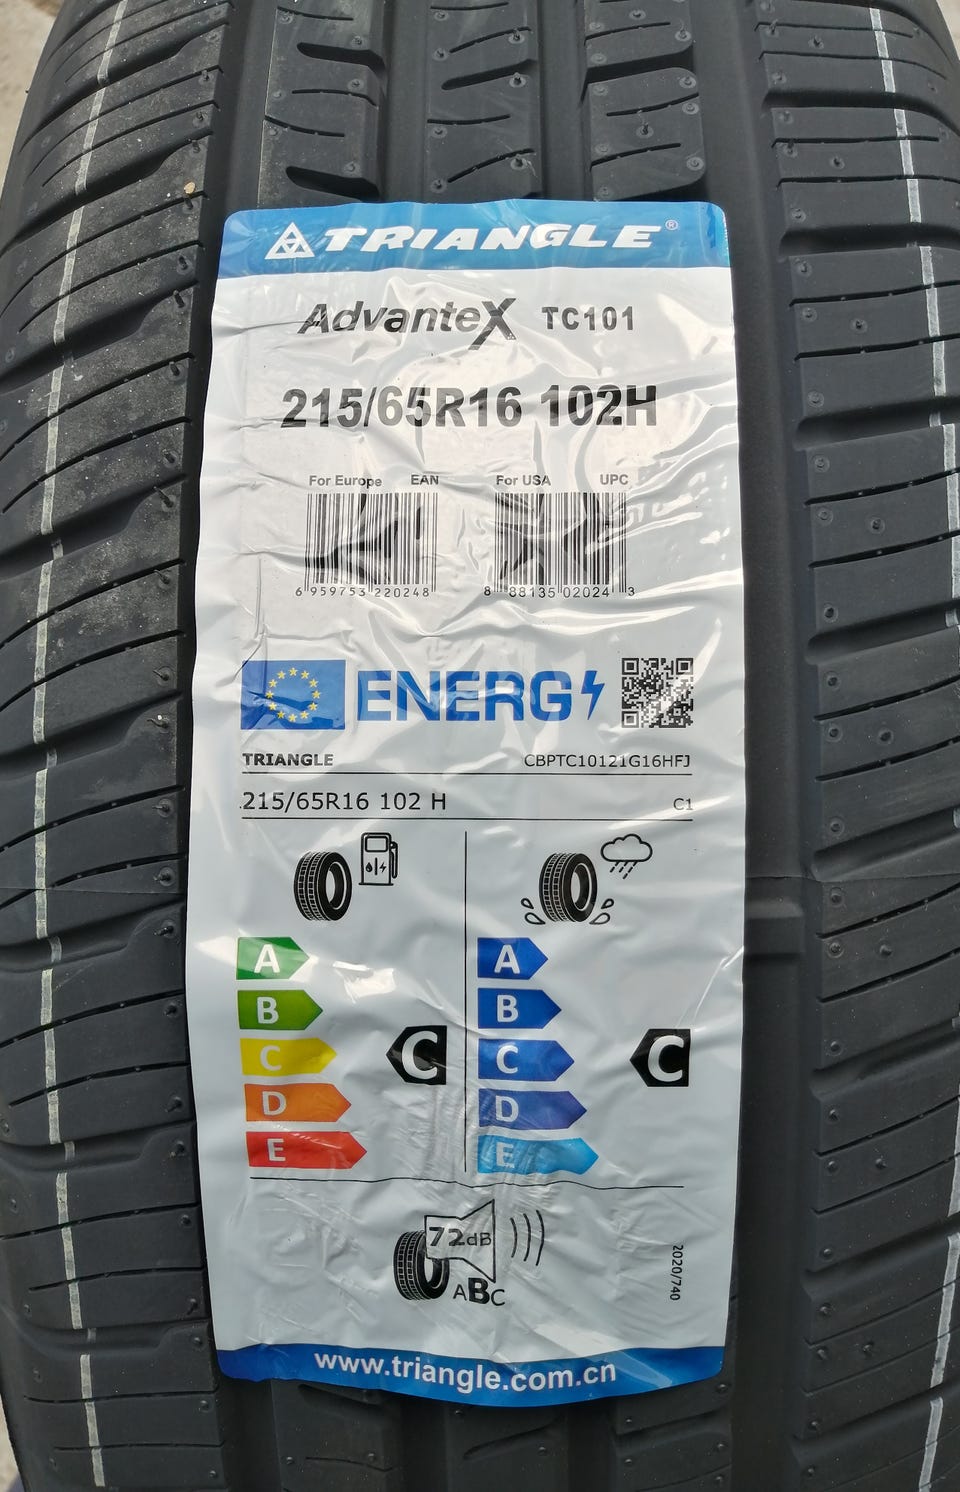 TRIANGLE®
AdvanteX TC101
215/65R16 102H
For Europe EAN For USA UPC
6 959753 220248 8 88135 02024 3
ENERG
TRIANGLE CBPTC10121G16HFJ
215/65R16 102 H C1
A A
B B
C C C C
D D
E E
72dB
ABC
2020/740
www.triangle.com.cn